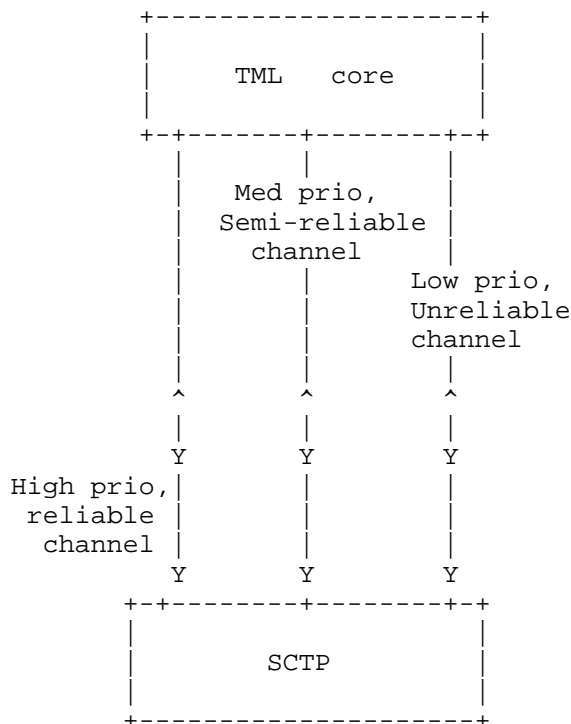 TML core
Med prio,
Semi-reliable
channel
Low prio,
Unreliable
channel
Y Y Y
High prio,
reliable
channel
Y Y Y
SCTP